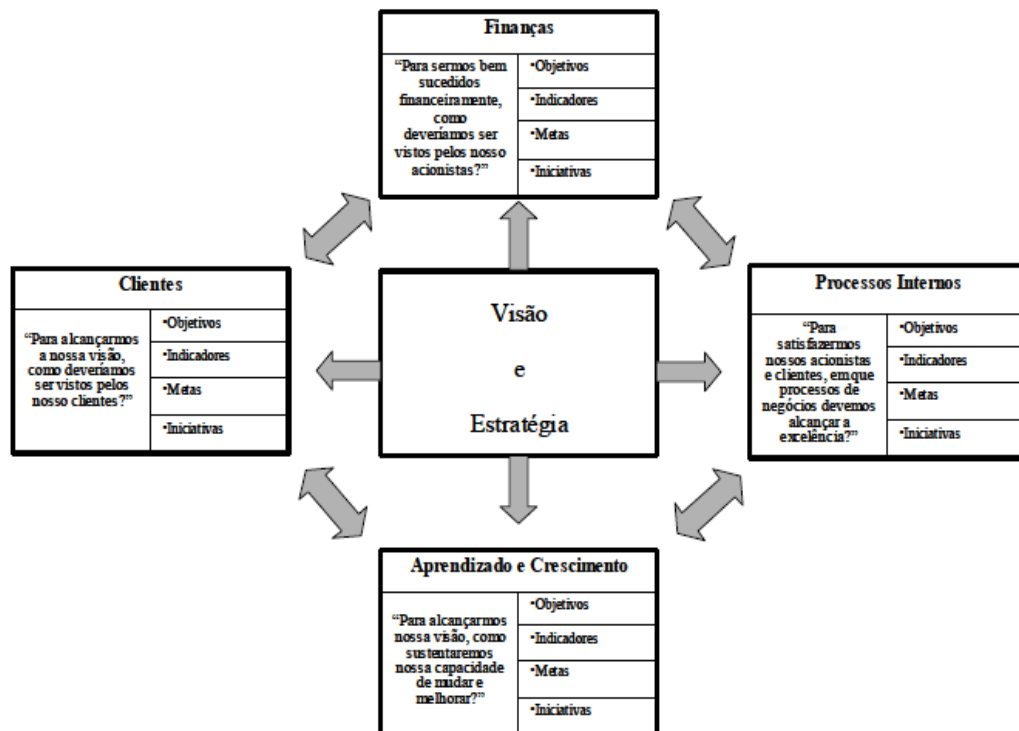 Finanças
“Para sermos bem
sucedidos
financeiramente,
como
deveríamos ser
vistos pelos nosso
acionistas?”
•Objetivos
•Indicadores
•Metas
•Iniciativas
Clientes
“Para alcançarmos
a nossa visão,
como deveríamos
ser vistos pelos
nosso clientes?”
•Objetivos
•Indicadores
•Metas
•Iniciativas
Visão
e
Estratégia
Processos Internos
“Para
satisfazermos
nossos acionistas
e clientes, em que
processos de
negócios devemos
alcançar a
excelência?”
•Objetivos
•Indicadores
•Metas
•Iniciativas
Aprendizado e Crescimento
“Para alcançarmos
nossa visão, como
sustentaremos
nossa capacidade
de mudar e
melhorar?”
•Objetivos
•Indicadores
•Metas
•Iniciativas